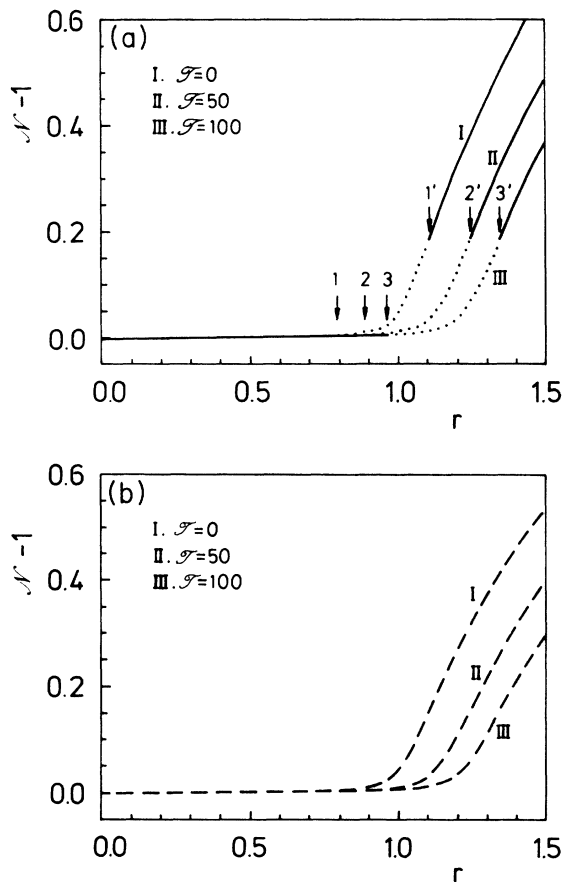 (a)
I. 𝒯=0
II. 𝒯=50
III. 𝒯=100
𝒩-1
0.6
0.4
0.2
0.0
I
II
III
1' 2' 3'
1 2 3
0.0 0.5 1.0 1.5
r
(b)
I. 𝒯=0
II. 𝒯=50
III. 𝒯=100
𝒩-1
0.6
0.4
0.2
0.0
I
II
III
0.0 0.5 1.0 1.5
r